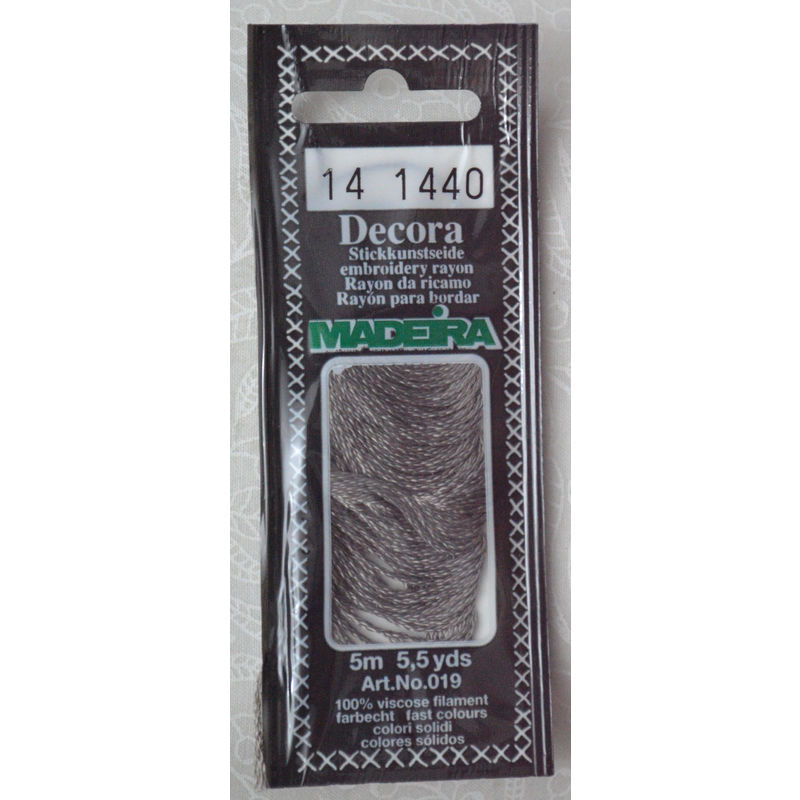 14 1440
Decora
Stickkunstseide
embroidery rayon
Rayon da ricamo
Rayón para bordar
MADEIRA
5m 5,5 yds
Art.No.019
100% viscose filament
farbecht fast colours
colori solidi
colores sólidos